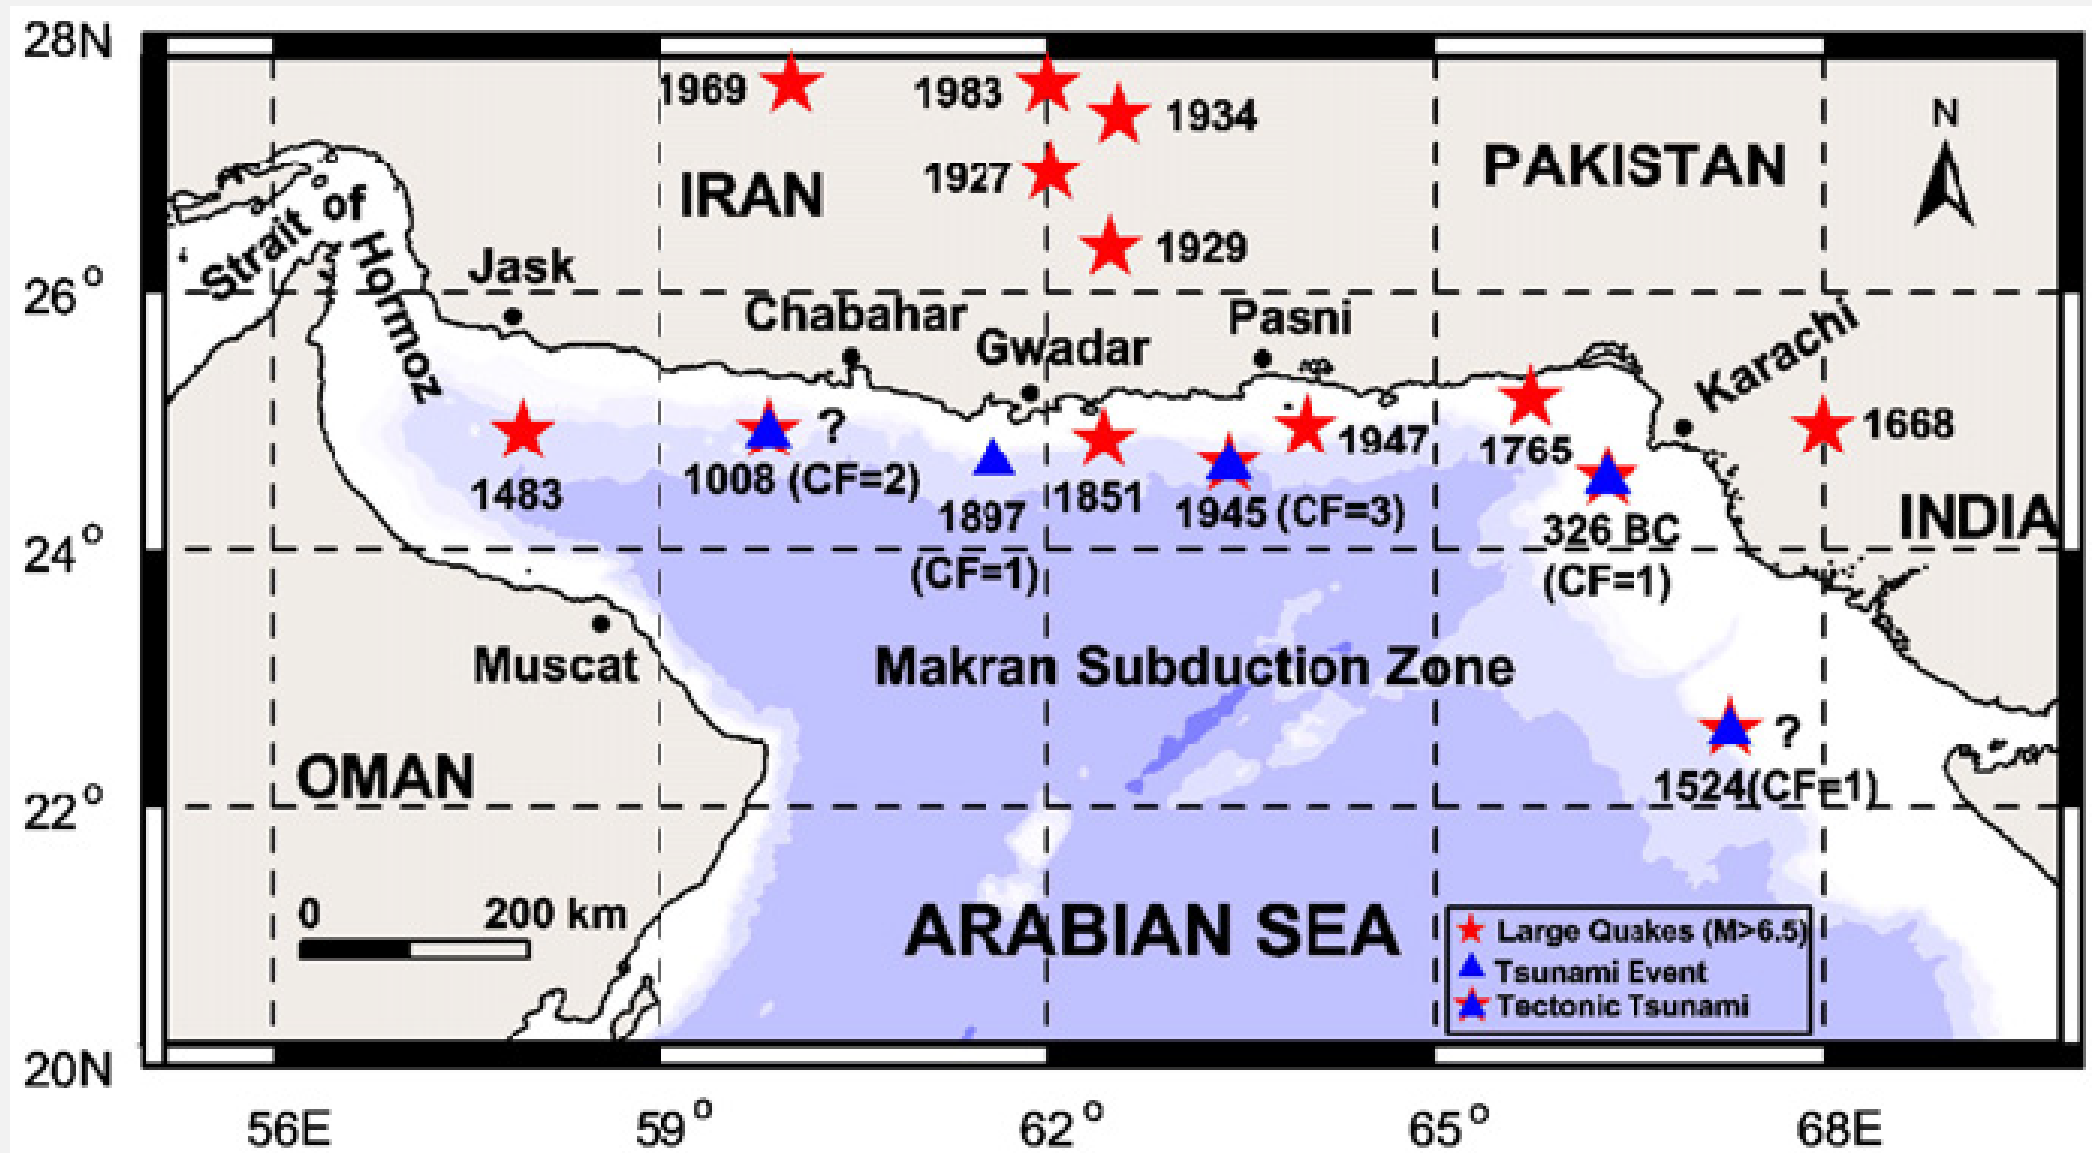 28N
1969
1983
1934
N
PAKISTAN
1927
IRAN
Strait of
Hormoz
1929
26°
Jask
Chabahar
Gwadar
Pasni
Karachi
?
1668
1947
1765
1483
1008 (CF=2)
1897
(CF=1)
1851
1945 (CF=3)
326 BC
(CF=1)
INDIA
24°
Muscat
Makran Subduction Zone
?
1524(CF=1)
OMAN
22°
0 200 km
ARABIAN SEA
Large Quakes (M>6.5)
Tsunami Event
Tectonic Tsunami
20N
56E 59° 62° 65° 68E